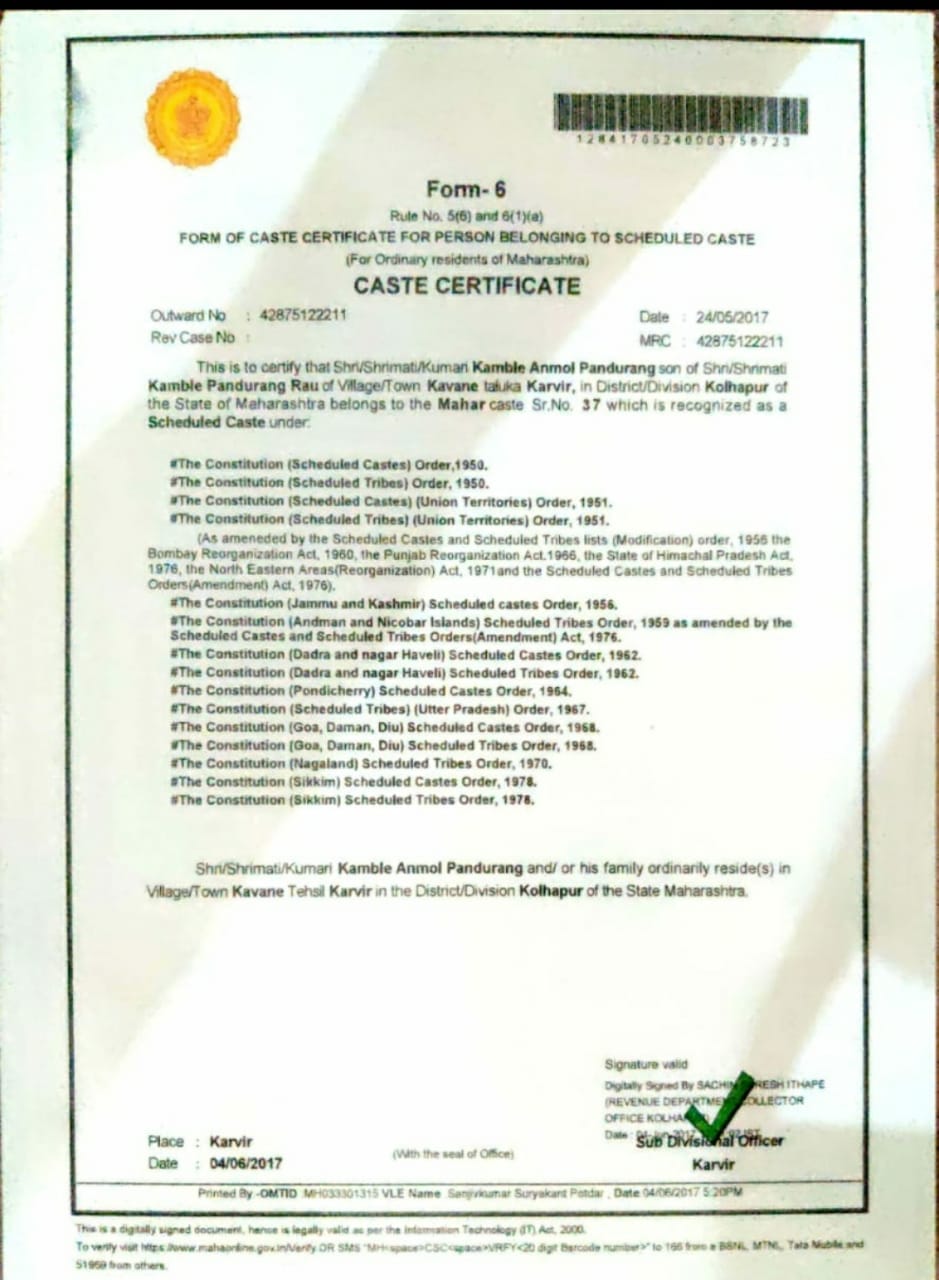 12841705240003758723
Form- 6
Rule No. 5(6) and 6(1)(a)
FORM OF CASTE CERTIFICATE FOR PERSON BELONGING TO SCHEDULED CASTE
(For Ordinary residents of Maharashtra)
CASTE CERTIFICATE
Outward No : 42875122211 Date : 24/05/2017
Rev Case No : MRC : 42875122211
This is to certify that Shri/Shrimati/Kumari Kamble Anmol Pandurang son of Shri/Shrimati
Kamble Pandurang Rau of Village/Town Kavane taluka Karvir, in District/Division Kolhapur of
the State of Maharashtra belongs to the Mahar caste Sr.No. 37 which is recognized as a
Scheduled Caste under:
#The Constitution (Scheduled Castes) Order,1950.
#The Constitution (Scheduled Tribes) Order, 1950.
#The Constitution (Scheduled Castes) (Union Territories) Order, 1951.
#The Constitution (Scheduled Tribes) (Union Territories) Order, 1951.
(As ameneded by the Scheduled Castes and Scheduled Tribes lists (Modification) order, 1956 the
Bombay Reorganization Act, 1960, the Punjab Reorganization Act.1966, the State of Himachal Pradesh Act,
1976, the North Eastern Areas(Reorganization) Act, 1971and the Scheduled Castes and Scheduled Tribes
Orders(Amendment) Act, 1976).
#The Constitution (Jammu and Kashmir) Scheduled castes Order, 1956.
#The Constitution (Andman and Nicobar Islands) Scheduled Tribes Order, 1959 as amended by the
Scheduled Castes and Scheduled Tribes Orders(Amendment) Act, 1976.
#The Constitution (Dadra and nagar Haveli) Scheduled Castes Order, 1962.
#The Constitution (Dadra and nagar Haveli) Scheduled Tribes Order, 1962.
#The Constitution (Pondicherry) Scheduled Castes Order, 1964.
#The Constitution (Scheduled Tribes) (Utter Pradesh) Order, 1967.
#The Constitution (Goa, Daman, Diu) Scheduled Castes Order, 1968.
#The Constitution (Goa, Daman, Diu) Scheduled Tribes Order, 1968.
#The Constitution (Nagaland) Scheduled Tribes Order, 1970.
#The Constitution (Sikkim) Scheduled Castes Order, 1978.
#The Constitution (Sikkim) Scheduled Tribes Order, 1978.
Shri/Shrimati/Kumari Kamble Anmol Pandurang and/ or his family ordinarily reside(s) in
Village/Town Kavane Tehsil Karvir in the District/Division Kolhapur of the State Maharashtra.
Signature valid
Digitally Signed By SACHIN ITHAPE
(REVENUE COLLECTOR
OFFICE
Date :
Place : Karvir Sub Divisional Officer
Date : 04/06/2017 (With the seal of Office) Karvir
Printed By -OMTID :MH033301315 VLE Name :Sanjivkumar Suryakant Potdar , Date 04/06/2017 5:20PM
This is a digitally signed document, hence is legally valid as per the Information Technology (IT) Act, 2000.
To verify visit https://www.mahaonline.gov.in/Verify OR SMS "MH<space>CSC<space>VRFY<20 digit Barcode number>" to 166 from a BSNL, MTNL, Tata Mobile and
51969 from others.